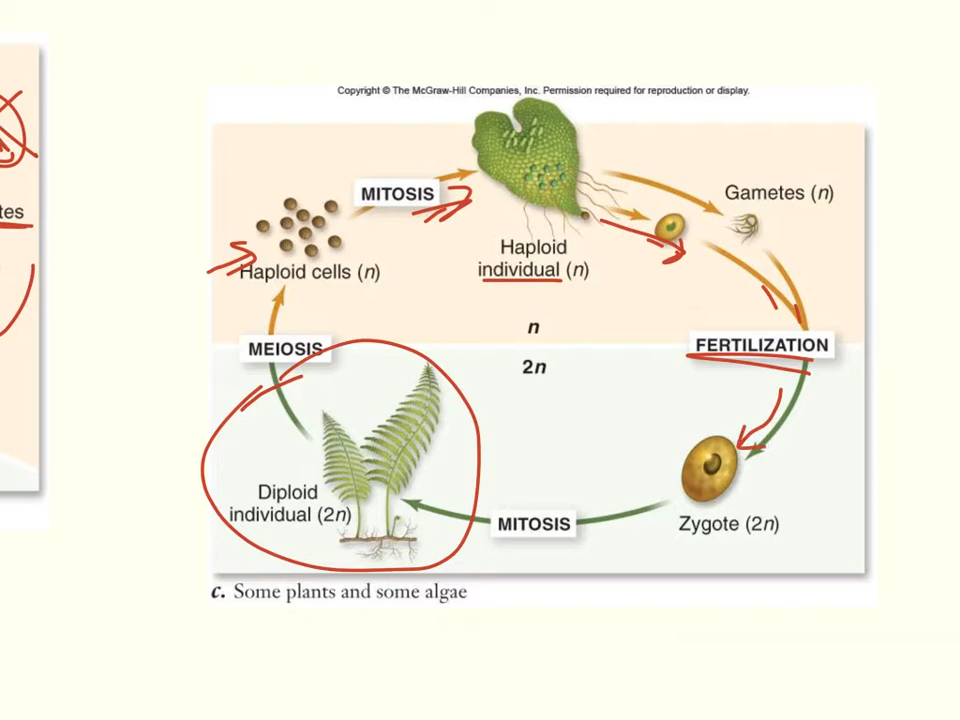 tes
Copyright © The McGraw-Hill Companies, Inc. Permission required for reproduction or display.
MITOSIS
Gametes (n)
Haploid cells (n)
Haploid
individual (n)
n
MEIOSIS
FERTILIZATION
2n
Diploid
individual (2n)
MITOSIS
Zygote (2n)
c. Some plants and some algae